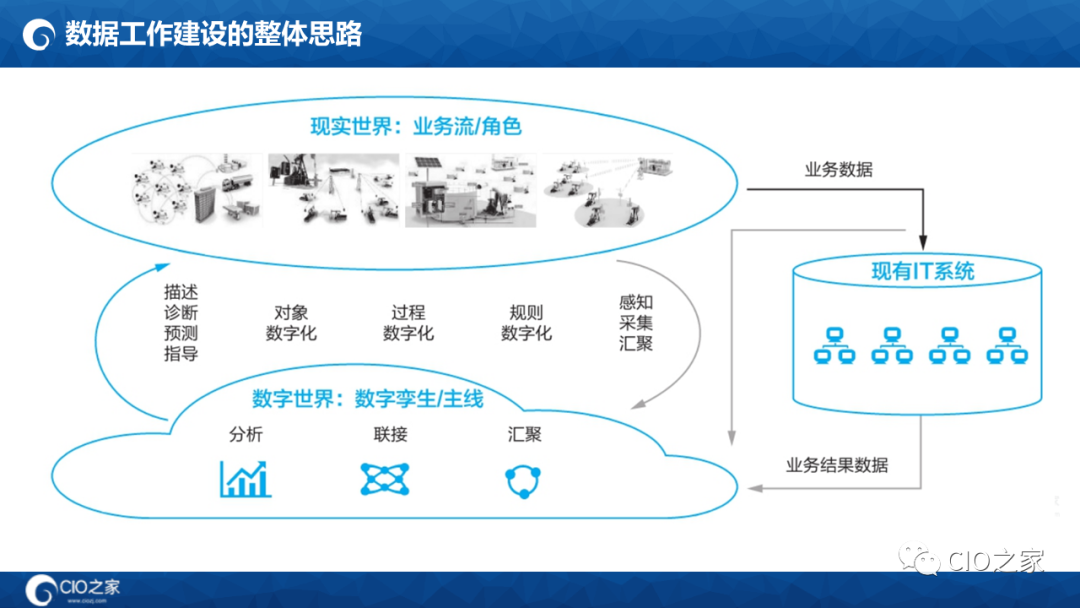 数据工作建设的整体思路
现实世界：业务流/角色
业务数据
现有IT系统
描述
诊断
预测
指导
对象
数字化
过程
数字化
规则
数字化
感知
采集
汇聚
数字世界：数字孪生/主线
分析
联接
汇聚
业务结果数据
CIO之家
CIO之家
www.ciozj.com